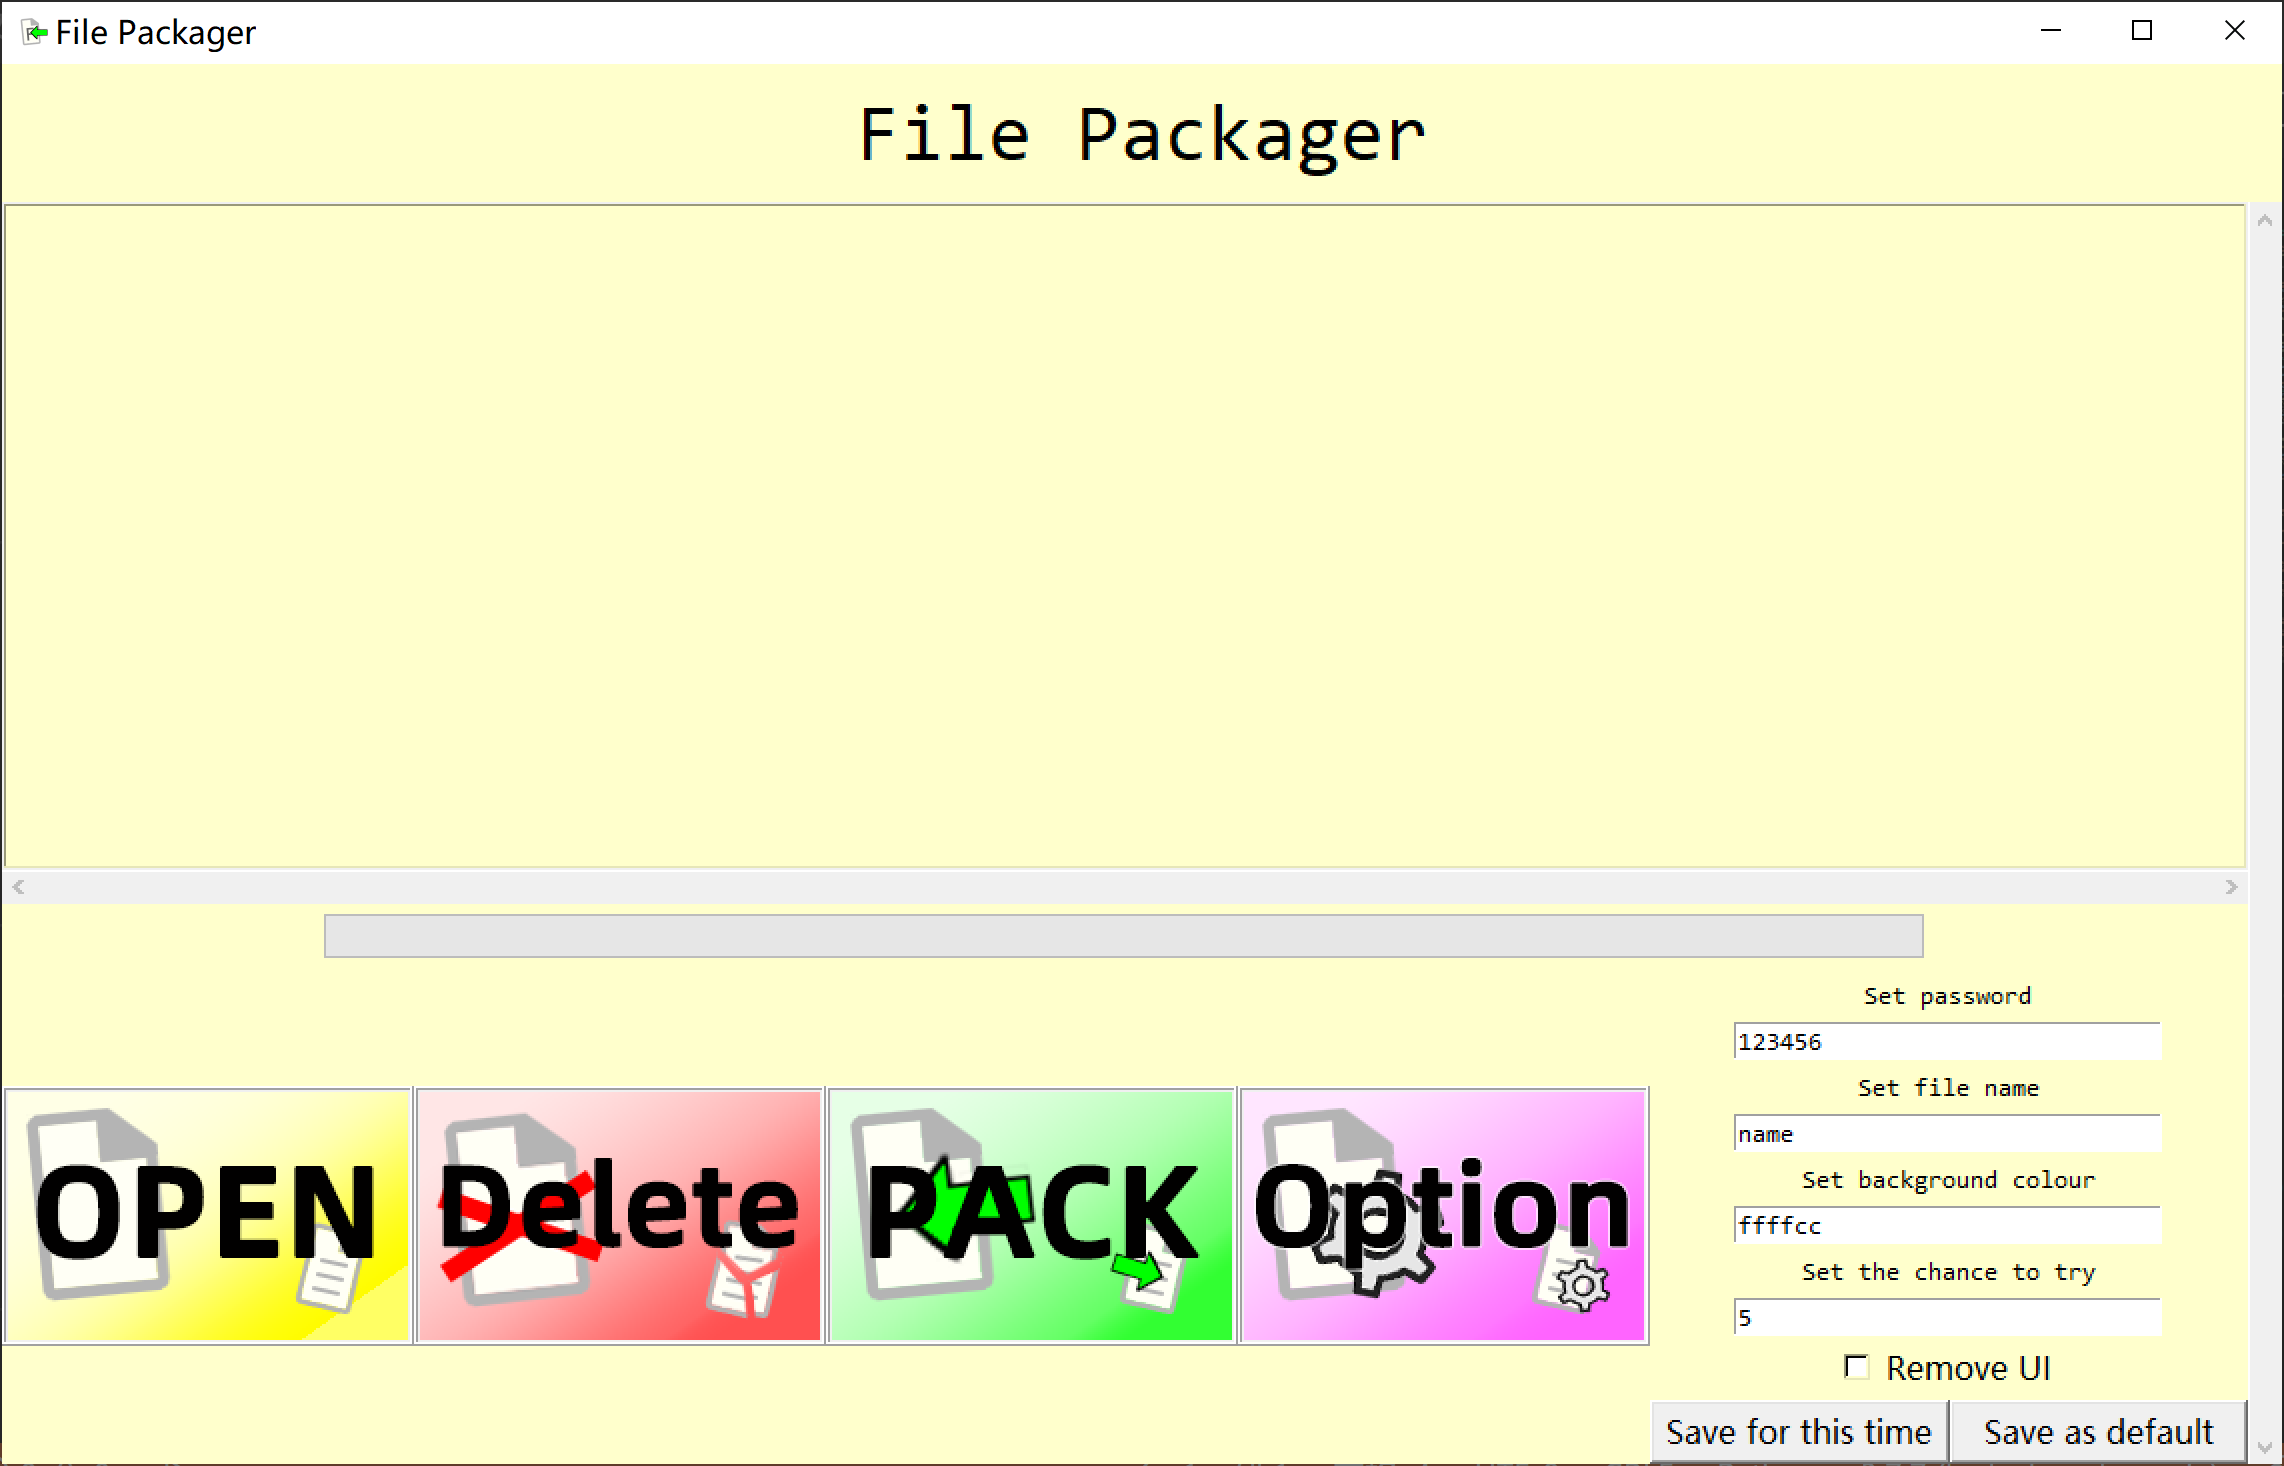 File Packager
File Packager
Set password
123456
Set file name
name
Set background colour
ffffcc
Set the chance to try
5
OPEN
Delete
PACK
Option
Remove UI
Save for this time
Save as default